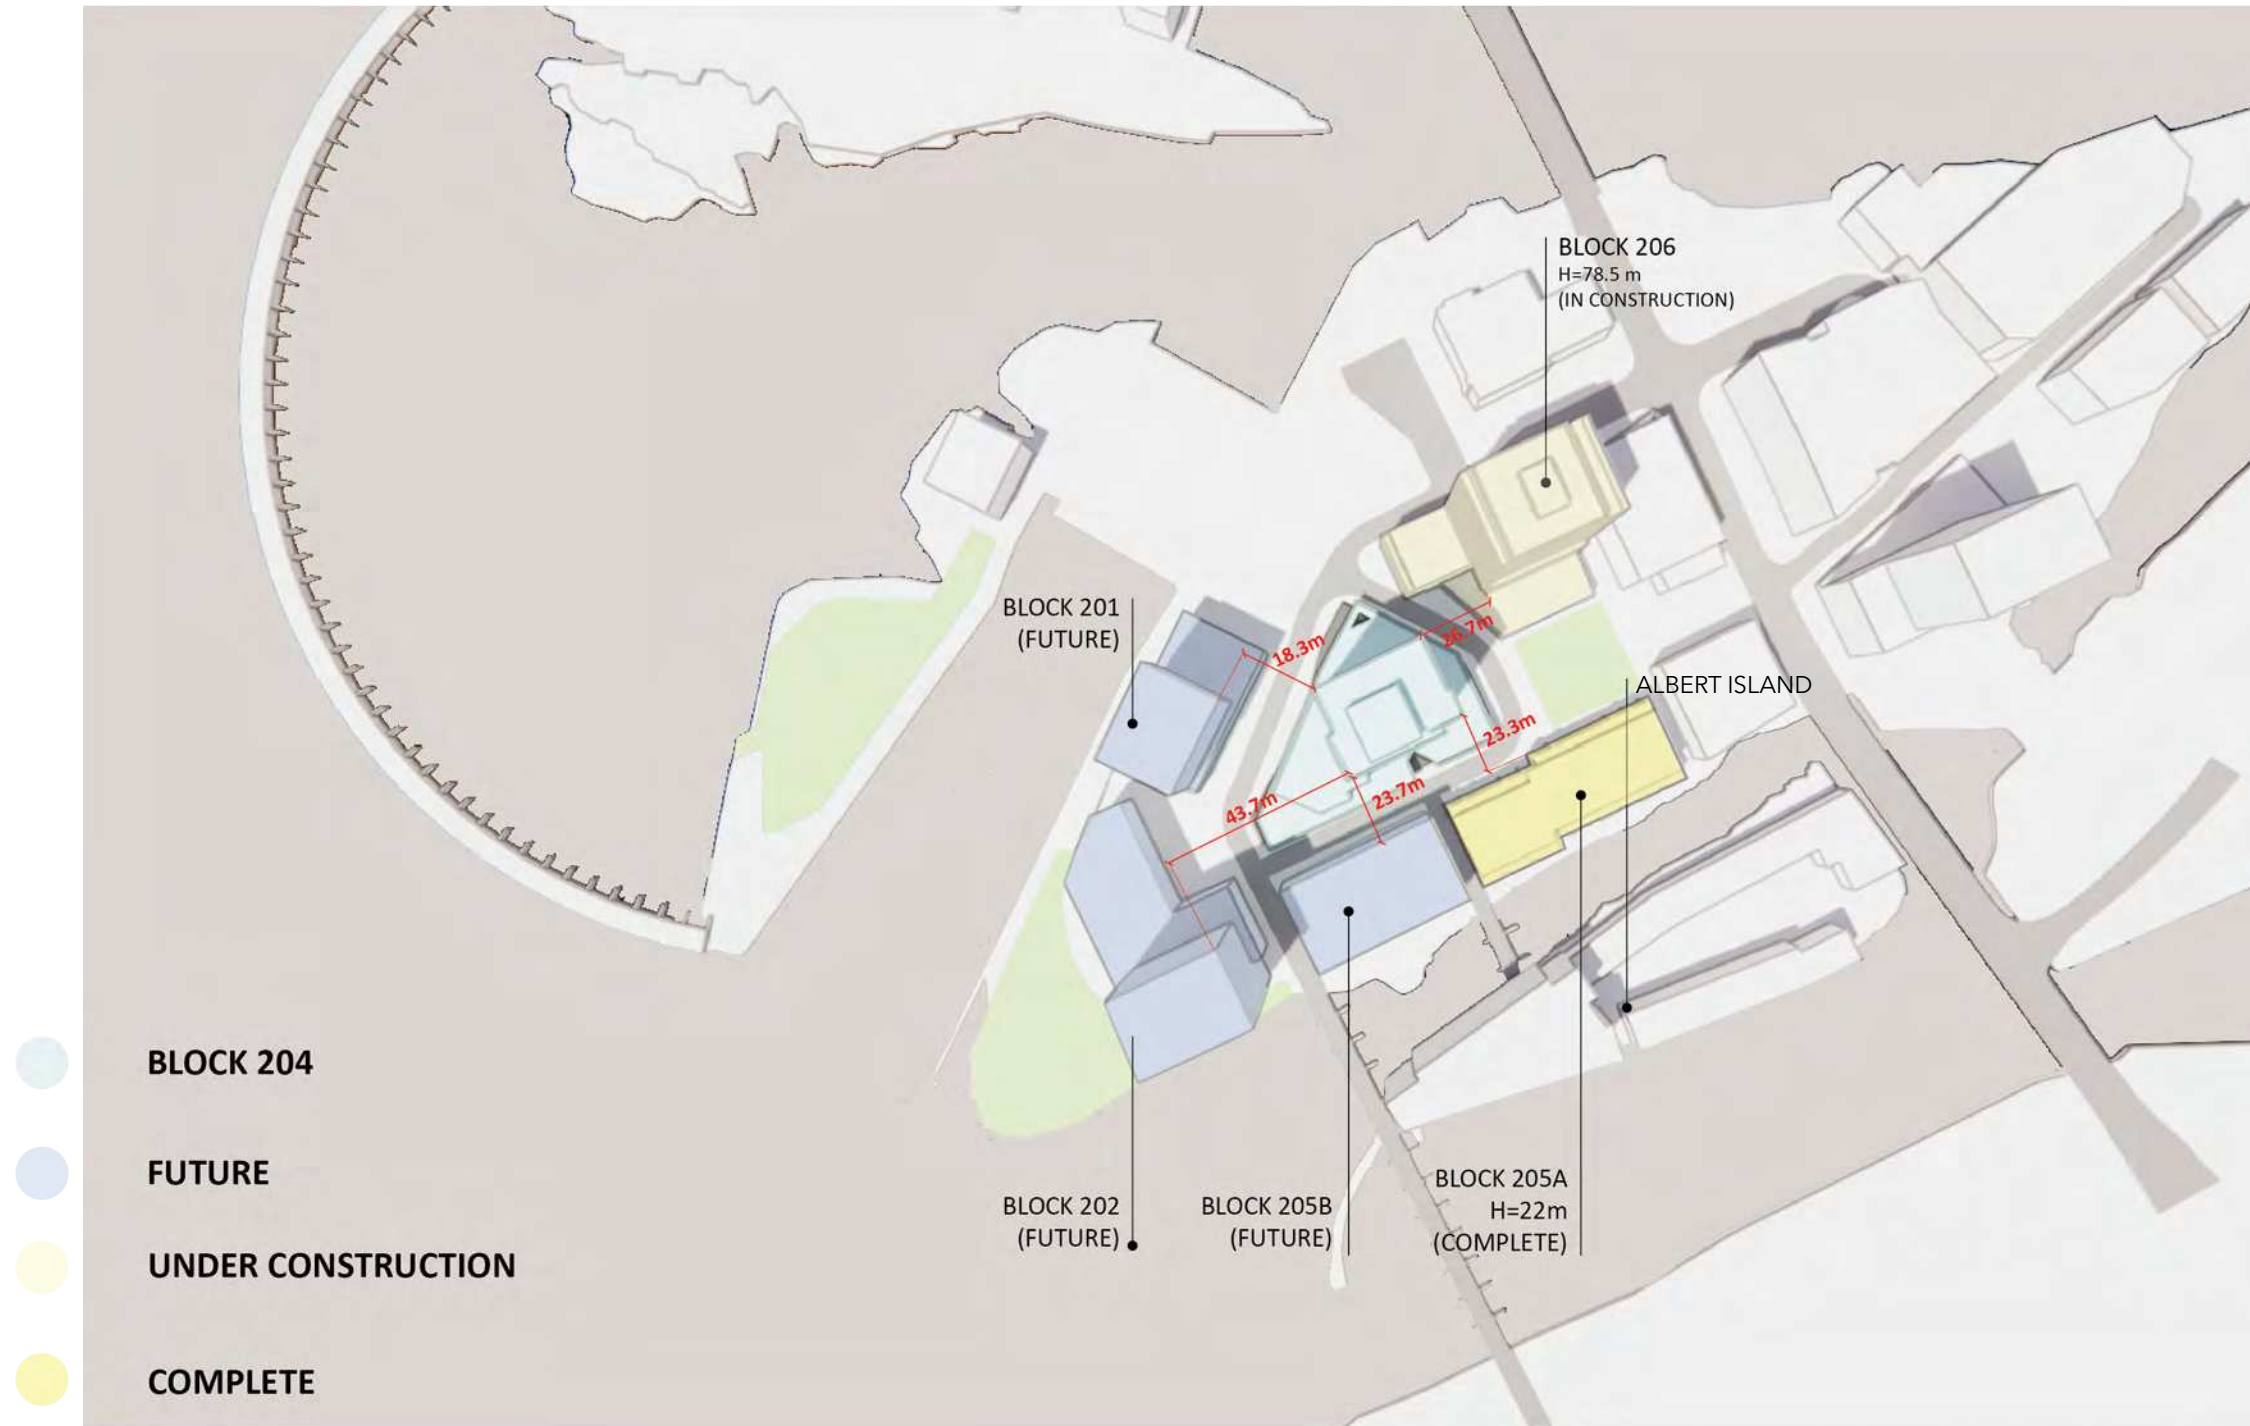 BLOCK 206
H=78.5 m
(IN CONSTRUCTION)
BLOCK 201
(FUTURE)
18.3m
26.7m
ALBERT ISLAND
23.3m
43.7m
23.7m
BLOCK 204
FUTURE
UNDER CONSTRUCTION
COMPLETE
BLOCK 202
(FUTURE)
BLOCK 205B
(FUTURE)
BLOCK 205A
H=22m
(COMPLETE)